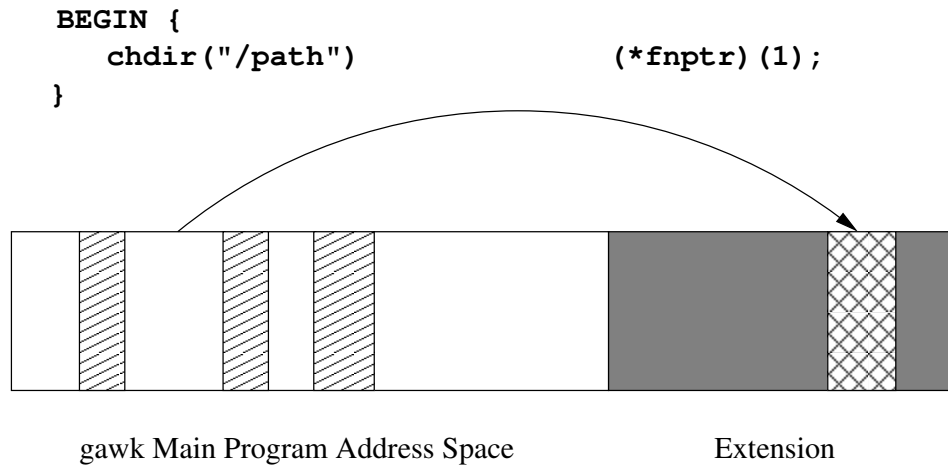 BEGIN {
chdir("/path") (*fnptr)(1);
}
gawk Main Program Address Space Extension